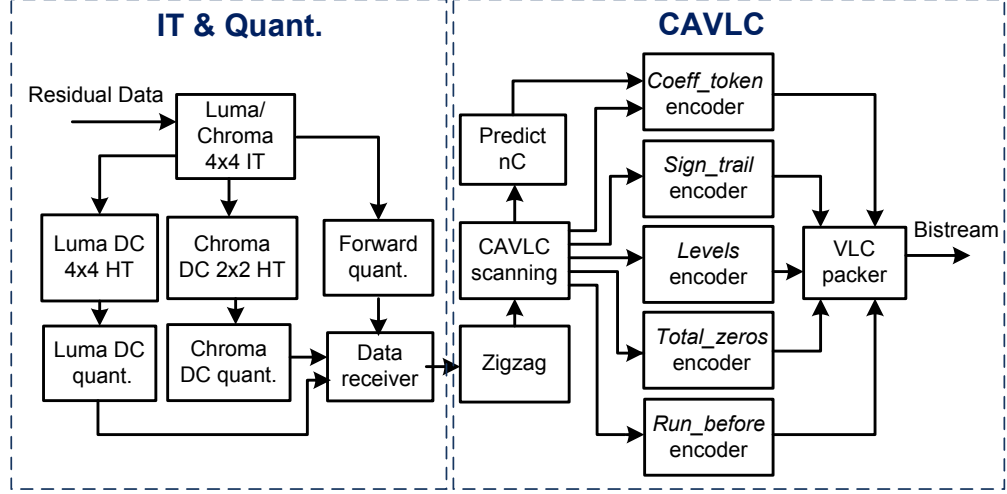 IT & Quant.
Residual Data
Luma/
Chroma
4x4 IT
Luma DC
4x4 HT
Chroma
DC 2x2 HT
Forward
quant.
Luma DC
quant.
Chroma
DC quant.
Data
receiver
CAVLC
Predict
nC
CAVLC
scanning
Zigzag
Coeff_token
encoder
Sign_trail
encoder
Levels
encoder
Total_zeros
encoder
Run_before
encoder
VLC
packer
Bistream